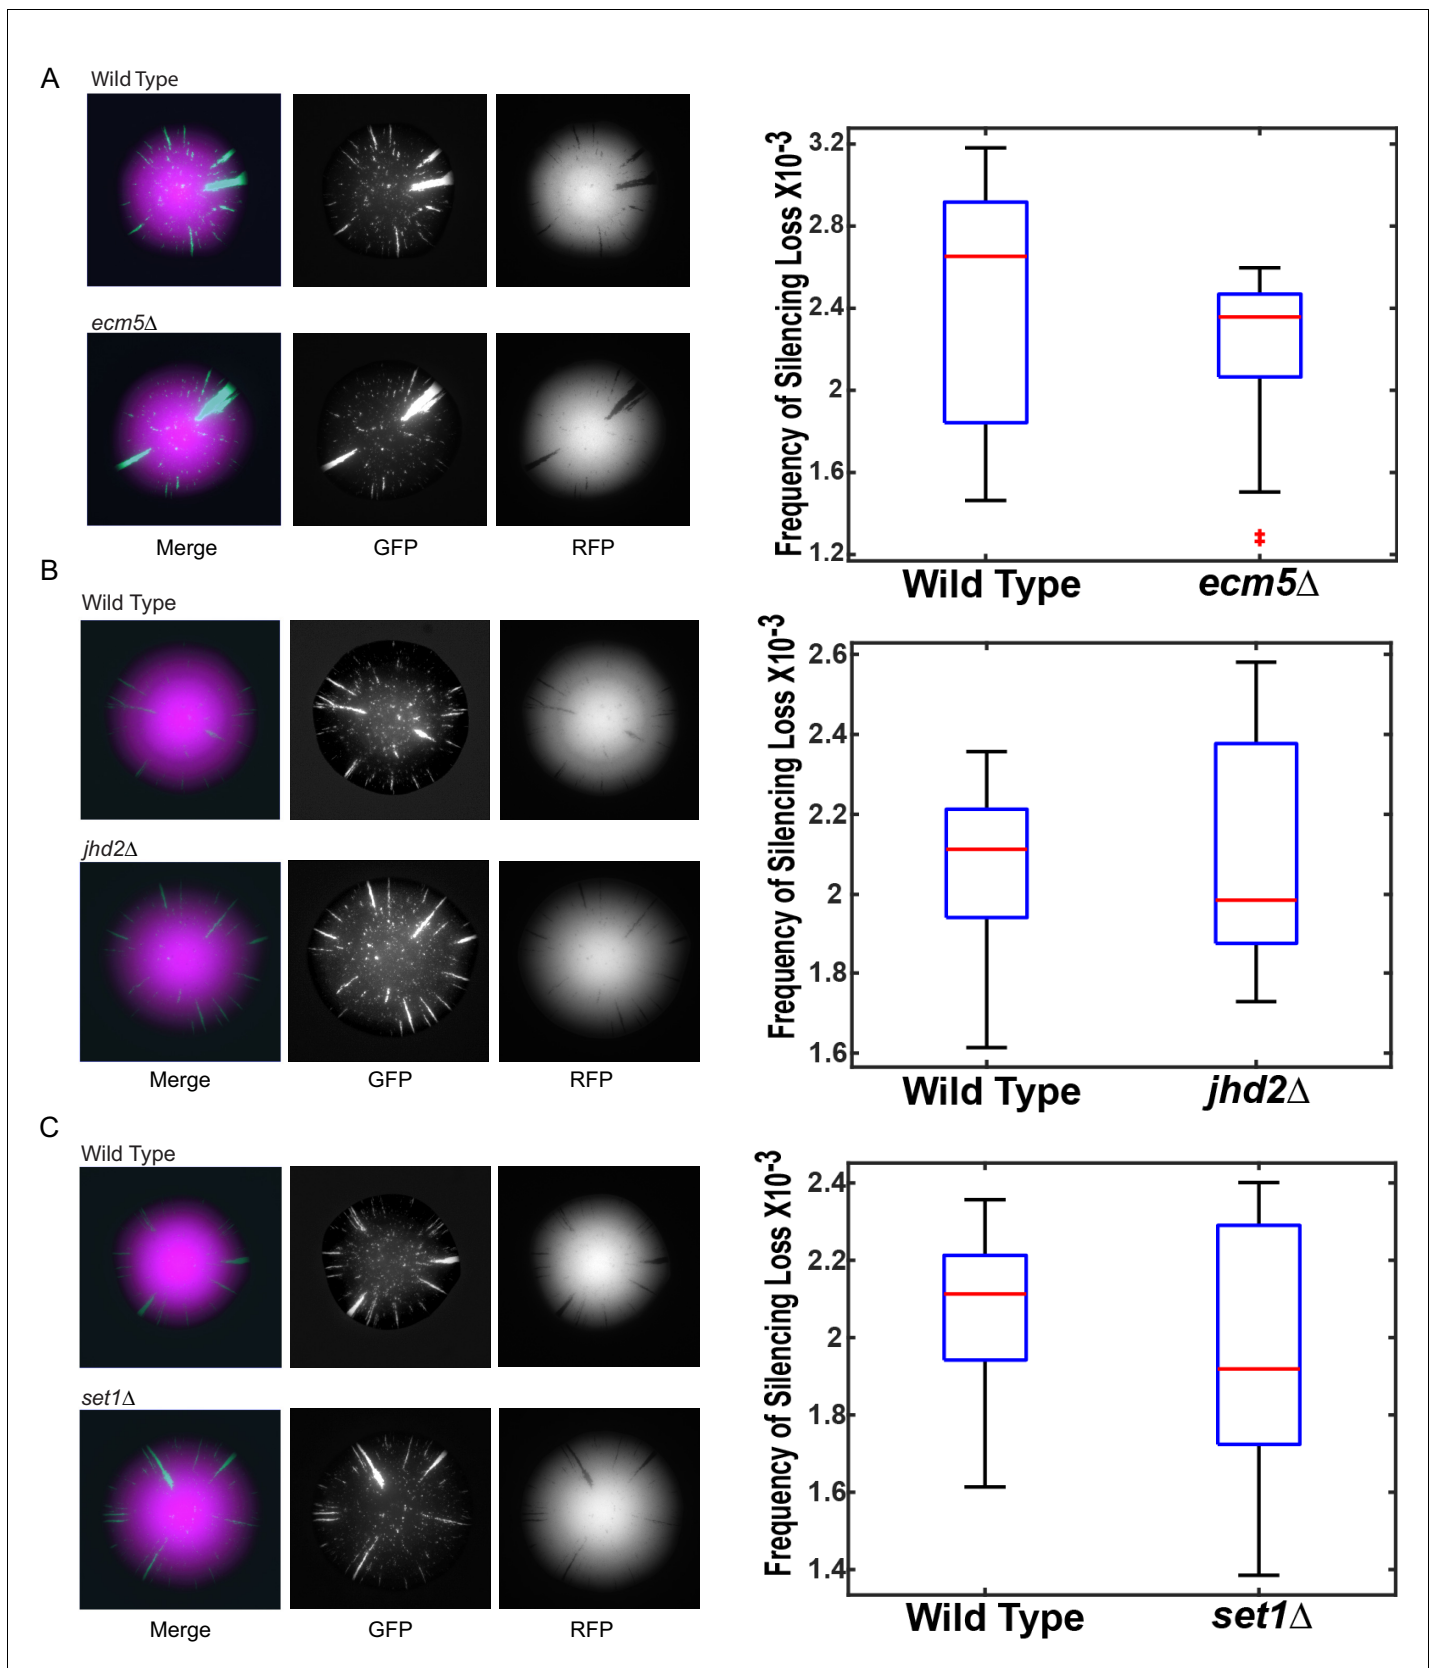 A
Wild Type
ecm5Δ
Merge GFP RFP
Frequency of Silencing Loss X10-3
3.2
2.8
2.4
2
1.6
1.2
Wild Type ecm5Δ
B
Wild Type
jhd2Δ
Merge GFP RFP
Frequency of Silencing Loss X10-3
2.6
2.4
2.2
2
1.8
1.6
Wild Type jhd2Δ
C
Wild Type
set1Δ
Merge GFP RFP
Frequency of Silencing Loss X10-3
2.4
2.2
2
1.8
1.6
1.4
Wild Type set1Δ